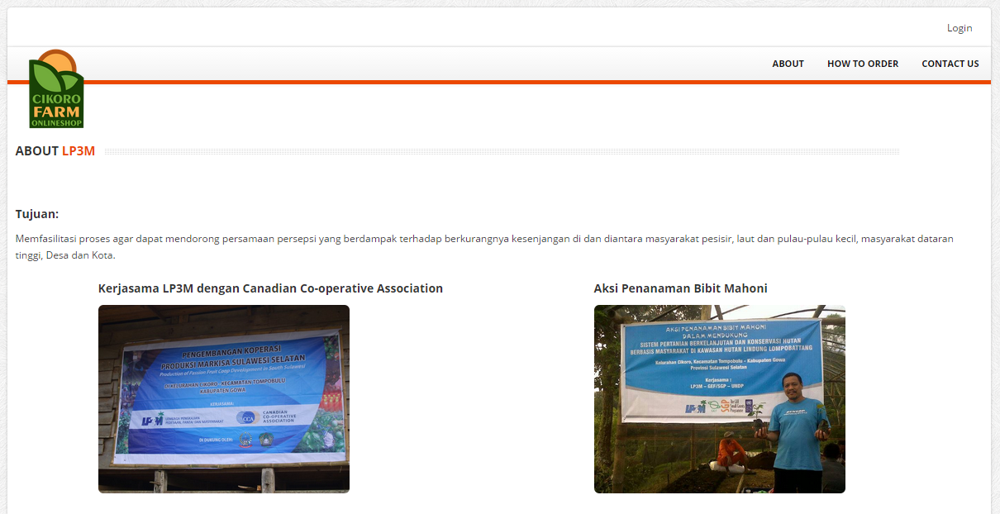 Login
ABOUT
HOW TO ORDER
CONTACT US
CIKORO
FARM
ONLINESHOP
ABOUT LP3M
Tujuan:
Memfasilitasi proses agar dapat mendorong persamaan persepsi yang berdampak terhadap berkurangnya kesenjangan di dan diantara masyarakat pesisir, laut dan pulau-pulau kecil, masyarakat dataran
tinggi, Desa dan Kota.
Kerjasama LP3M dengan Canadian Co-operative Association
PENGEMBANGAN KOPERASI
PRODUKSI MARKISA SULAWESI SELATAN
Production of Passion Fruit Coop Development in South Sulawesi
DI KELURAHAN CIKORO - KECAMATAN TOMPOBULU
KABUPATEN GOWA
KERJASAMA:
CCA
CANADIAN
CO-OPERATIVE
ASSOCIATION
DI DUKUNG OLEH:
Aksi Penanaman Bibit Mahoni
AKSI PENANAMAN BIBIT MAHONI
DALAM MENDUKUNG
SISTEM PERTANIAN BERKELANJUTAN DAN KONSERVASI HUTAN
BERBASIS MASYARAKAT DI KAWASAN HUTAN LINDUNG LOMPOBATTANG
Kelurahan Cikoro, Kecamatan Tompobulu - Kabupaten Gowa
Provinsi Sulawesi Selatan
Kerjasama :
LP3M - GEF/SGP - UNDP
SGP